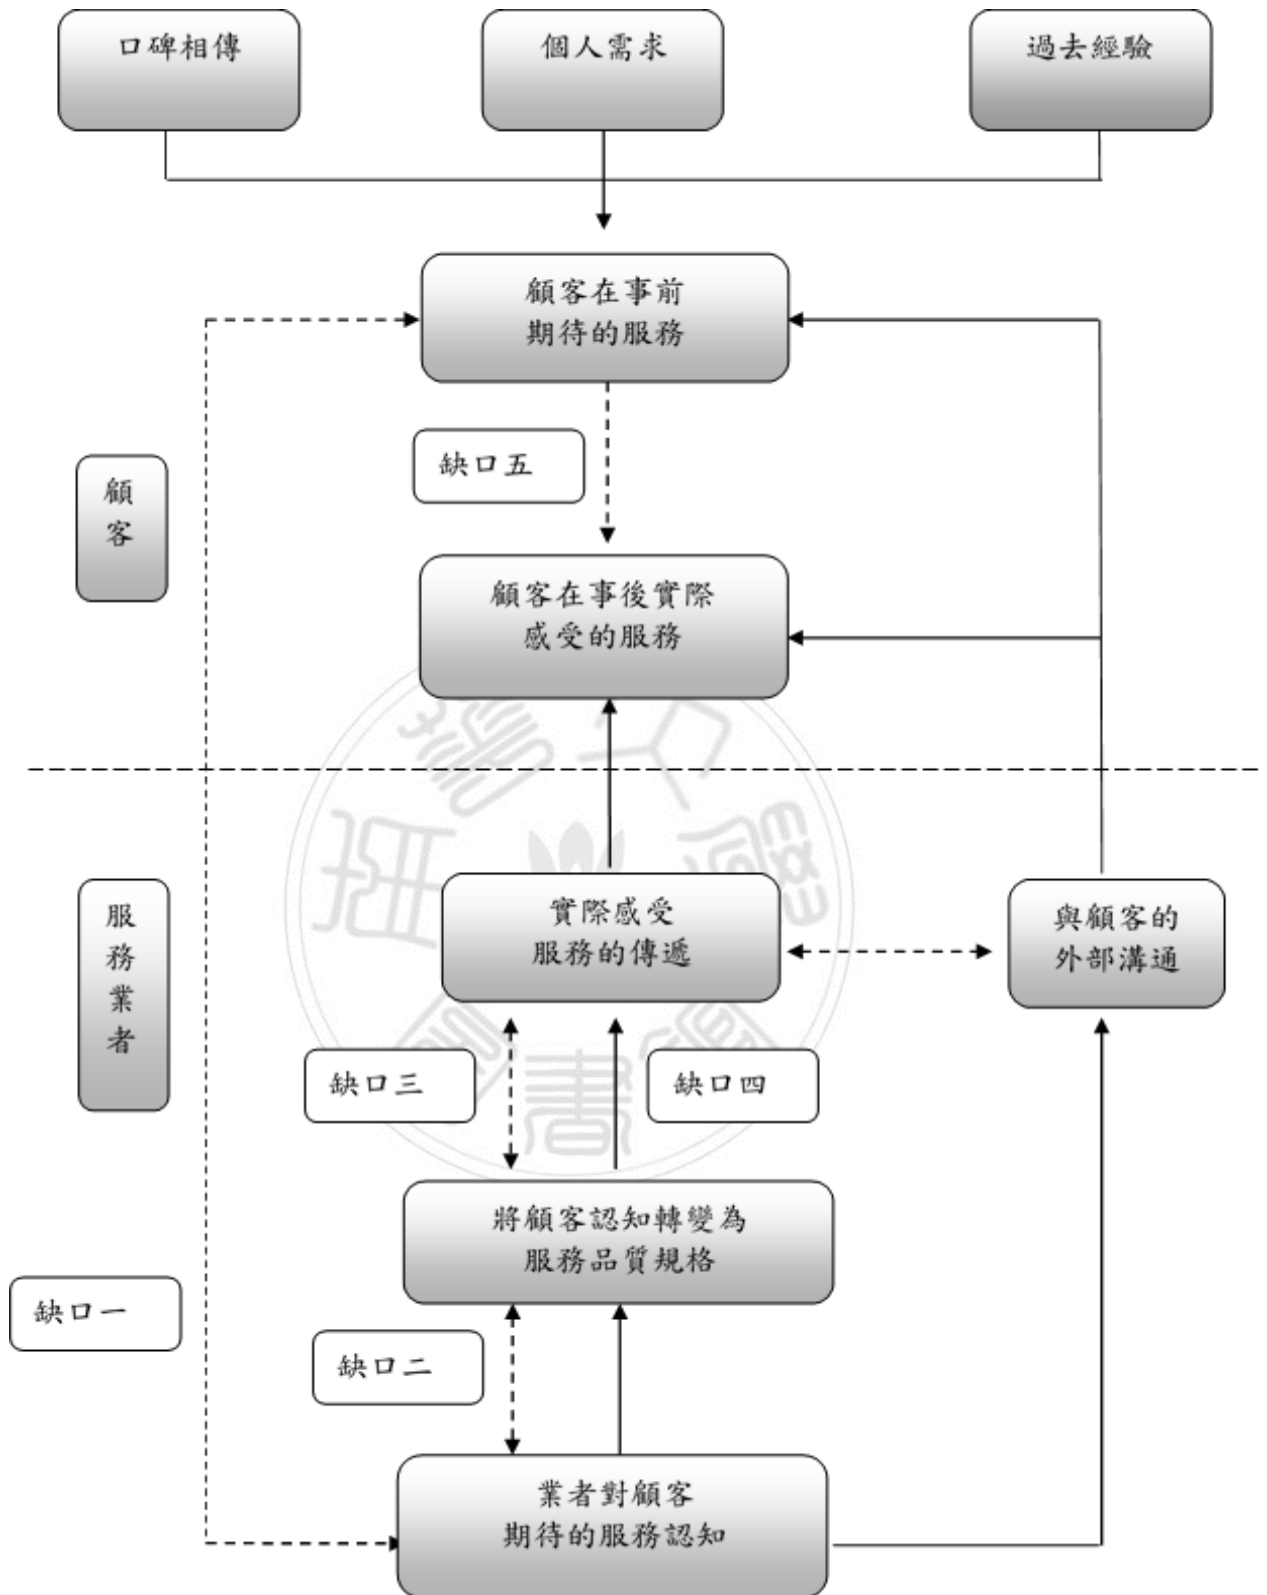 口碑相傳
個人需求
過去經驗
顧客在事前
期待的服務
缺口五
顧
客
顧客在事後實際
感受的服務
服
務
業
者
實際感受
服務的傳遞
與顧客的
外部溝通
缺口三
缺口四
將顧客認知轉變為
服務品質規格
缺口一
缺口二
業者對顧客
期待的服務認知